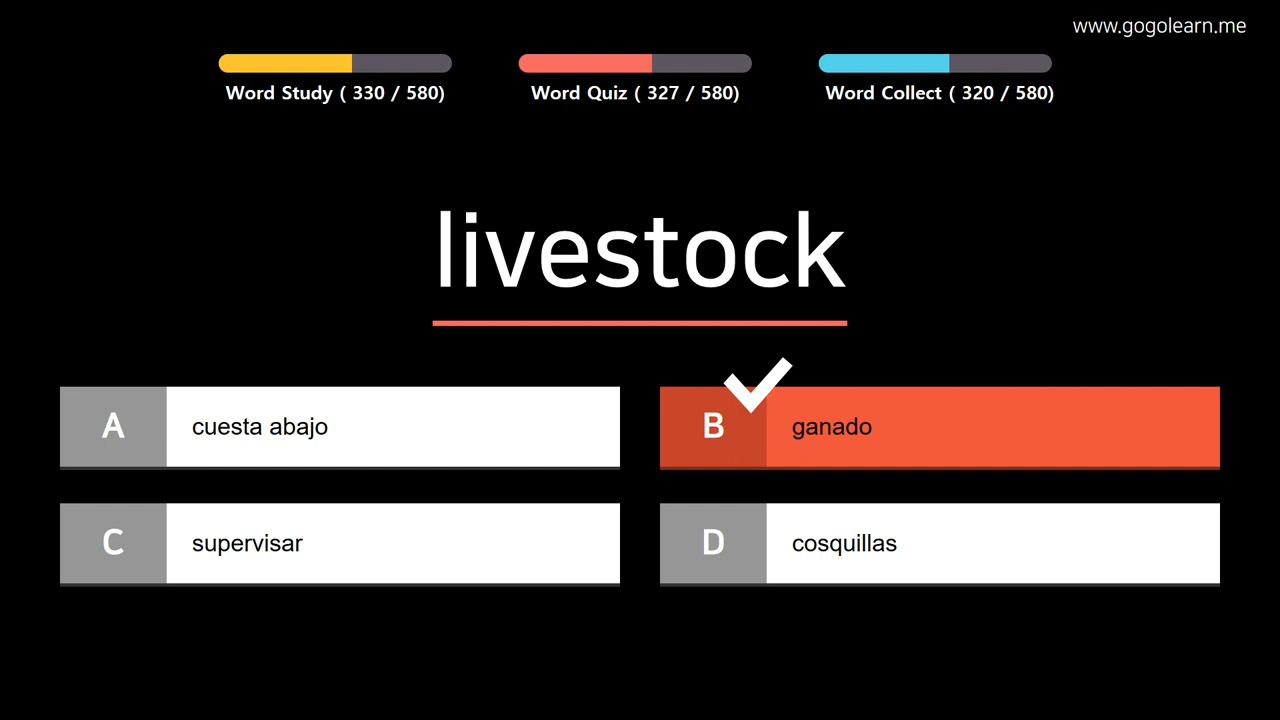 www.gogolearn.me
Word Study ( 330 / 580)
Word Quiz ( 327 / 580)
Word Collect ( 320 / 580)
livestock
A cuesta abajo
B ganado
C supervisar
D cosquillas